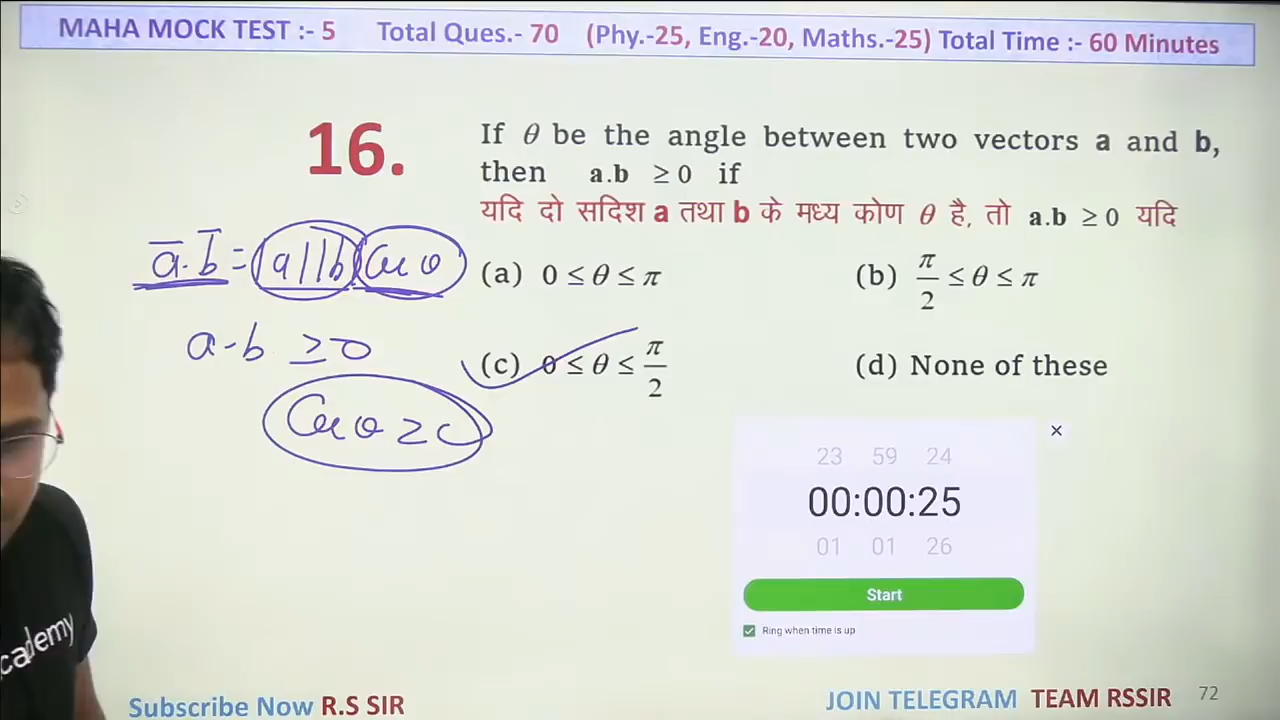 MAHA MOCK TEST :- 5 Total Ques.- 70 (Phy.-25, Eng.-20, Maths.-25) Total Time :- 60 Minutes
16.
If θ be the angle between two vectors a and b,
then a.b ≥0 if
यदि दो सदिश a तथा b के मध्य कोण θ है, तो a.b ≥ 0 यदि
a.b = |a||b| cos θ
(a) 0 ≤ θ ≤ π (b) π/2 ≤ θ ≤ π
a-b ≥0
(c) 0 ≤ θ ≤ π/2 (d) None of these
Cos θ ≥
23 59 24
00:00:25
01 01 26
Start
Ring when time is up
cademy
Subscribe Now R.S SIR
JOIN TELEGRAM TEAM RSSIR 72